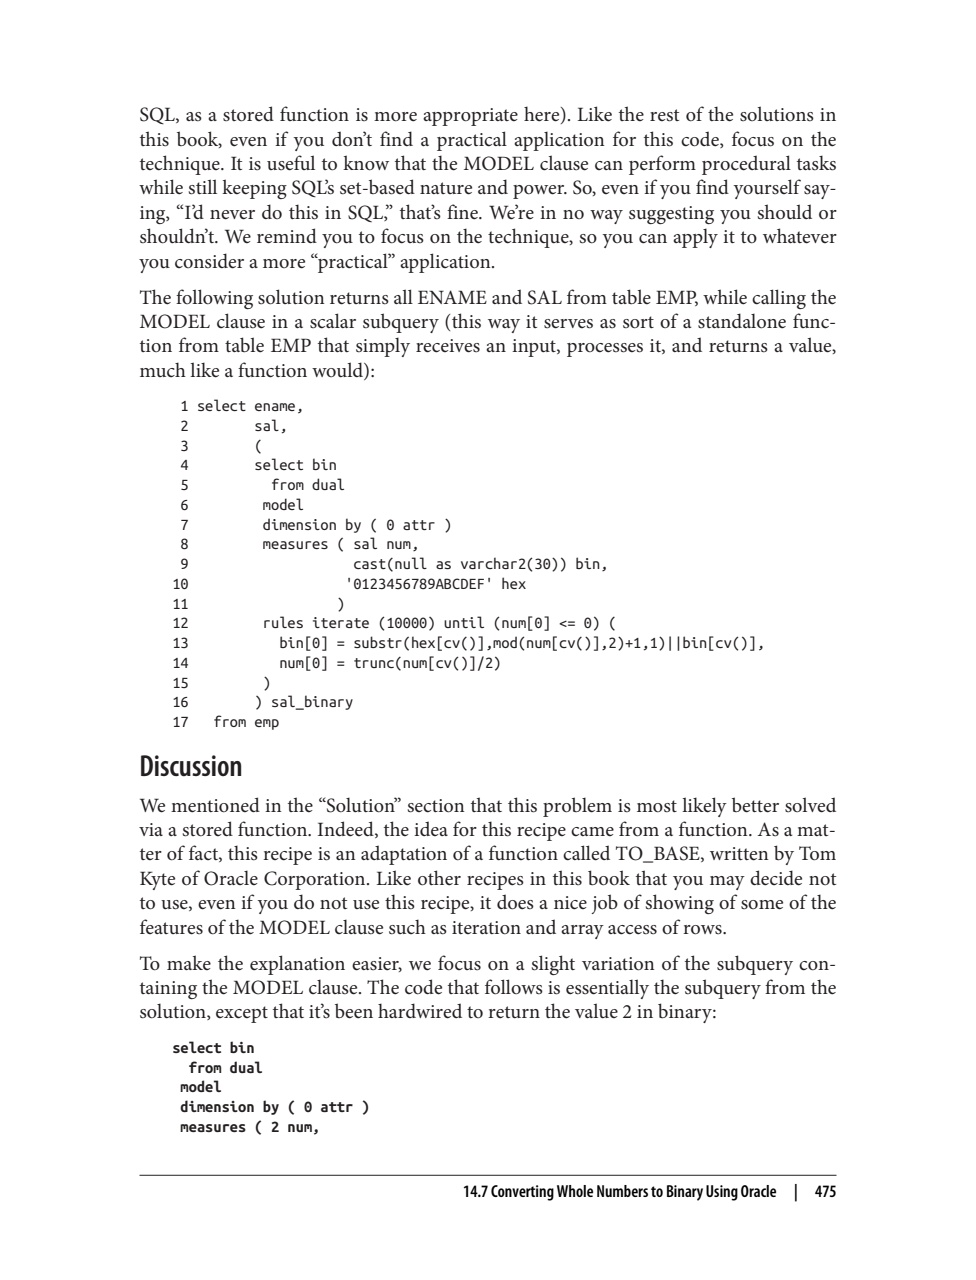 SQL, as a stored function is more appropriate here). Like the rest of the solutions in
this book, even if you don’t find a practical application for this code, focus on the
technique. It is useful to know that the MODEL clause can perform procedural tasks
while still keeping SQL’s set-based nature and power. So, even if you find yourself say-
ing, “I’d never do this in SQL,” that’s fine. We’re in no way suggesting you should or
shouldn’t. We remind you to focus on the technique, so you can apply it to whatever
you consider a more “practical” application.
The following solution returns all ENAME and SAL from table EMP, while calling the
MODEL clause in a scalar subquery (this way it serves as sort of a standalone func-
tion from table EMP that simply receives an input, processes it, and returns a value,
much like a function would):
1 select ename,
2        sal,
3        (
4        select bin
5          from dual
6         model
7         dimension by ( 0 attr )
8         measures ( sal num,
9                    cast(null as varchar2(30)) bin,
10                   '0123456789ABCDEF' hex
11                  )
12         rules iterate (10000) until (num[0] <= 0) (
13           bin[0] = substr(hex[cv()],mod(num[cv()],2)+1,1)||bin[cv()],
14           num[0] = trunc(num[cv()]/2)
15         )
16        ) sal_binary
17   from emp
Discussion
We mentioned in the “Solution” section that this problem is most likely better solved
via a stored function. Indeed, the idea for this recipe came from a function. As a mat-
ter of fact, this recipe is an adaptation of a function called TO_BASE, written by Tom
Kyte of Oracle Corporation. Like other recipes in this book that you may decide not
to use, even if you do not use this recipe, it does a nice job of showing of some of the
features of the MODEL clause such as iteration and array access of rows.
To make the explanation easier, we focus on a slight variation of the subquery con-
taining the MODEL clause. The code that follows is essentially the subquery from the
solution, except that it’s been hardwired to return the value 2 in binary:
select bin
  from dual
 model
 dimension by ( 0 attr )
 measures ( 2 num,
14.7 Converting Whole Numbers to Binary Using Oracle | 475